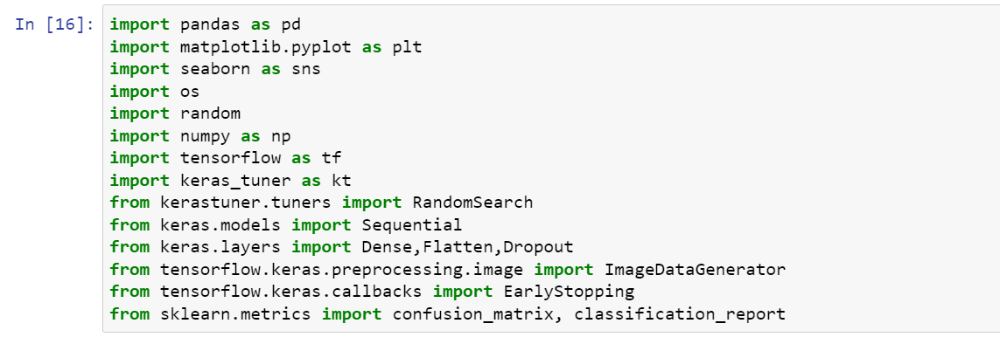 In [16]: import pandas as pd
import matplotlib.pyplot as plt
import seaborn as sns
import os
import random
import numpy as np
import tensorflow as tf
import keras_tuner as kt
from kerastuner.tuners import RandomSearch
from keras.models import Sequential
from keras.layers import Dense,Flatten,Dropout
from tensorflow.keras.preprocessing.image import ImageDataGenerator
from tensorflow.keras.callbacks import EarlyStopping
from sklearn.metrics import confusion_matrix, classification_report